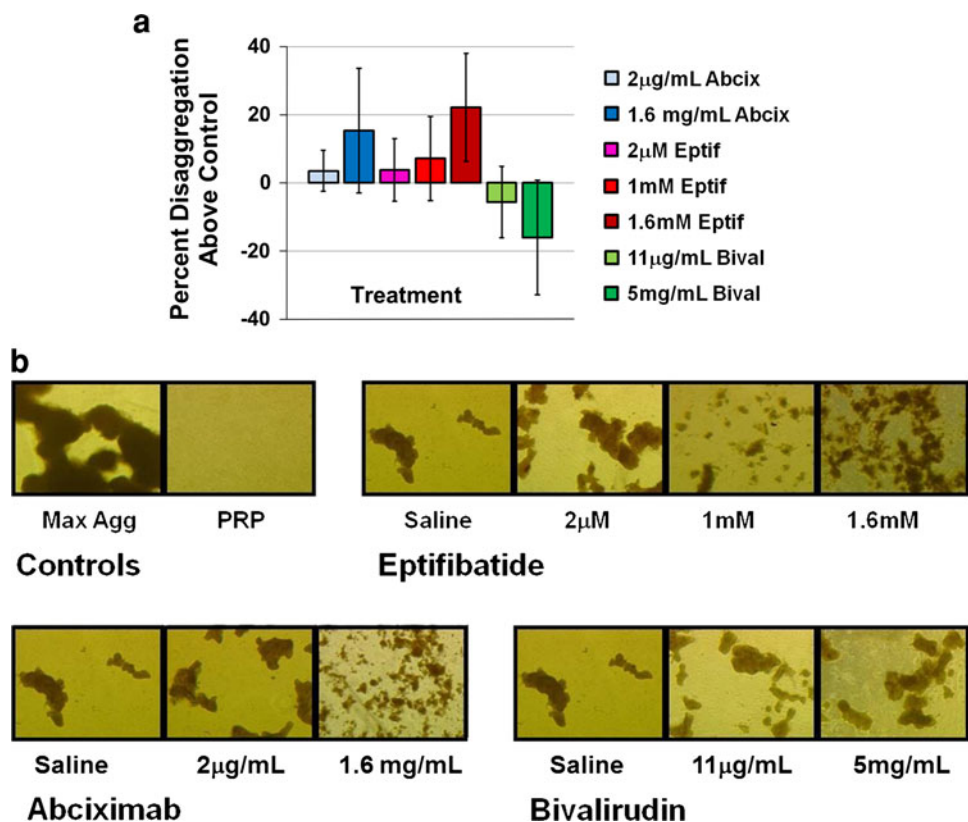 a
Percent Disaggregation
Above Control
40
20
0
-20
-40
Treatment
2μg/mL Abcix
1.6 mg/mL Abcix
2μM Eptif
1mM Eptif
1.6mM Eptif
11μg/mL Bival
5mg/mL Bival
b
Max Agg PRP
Controls
Saline 2μM 1mM 1.6mM
Eptifibatide
Saline 2μg/mL 1.6 mg/mL
Abciximab
Saline 11μg/mL 5mg/mL
Bivalirudin